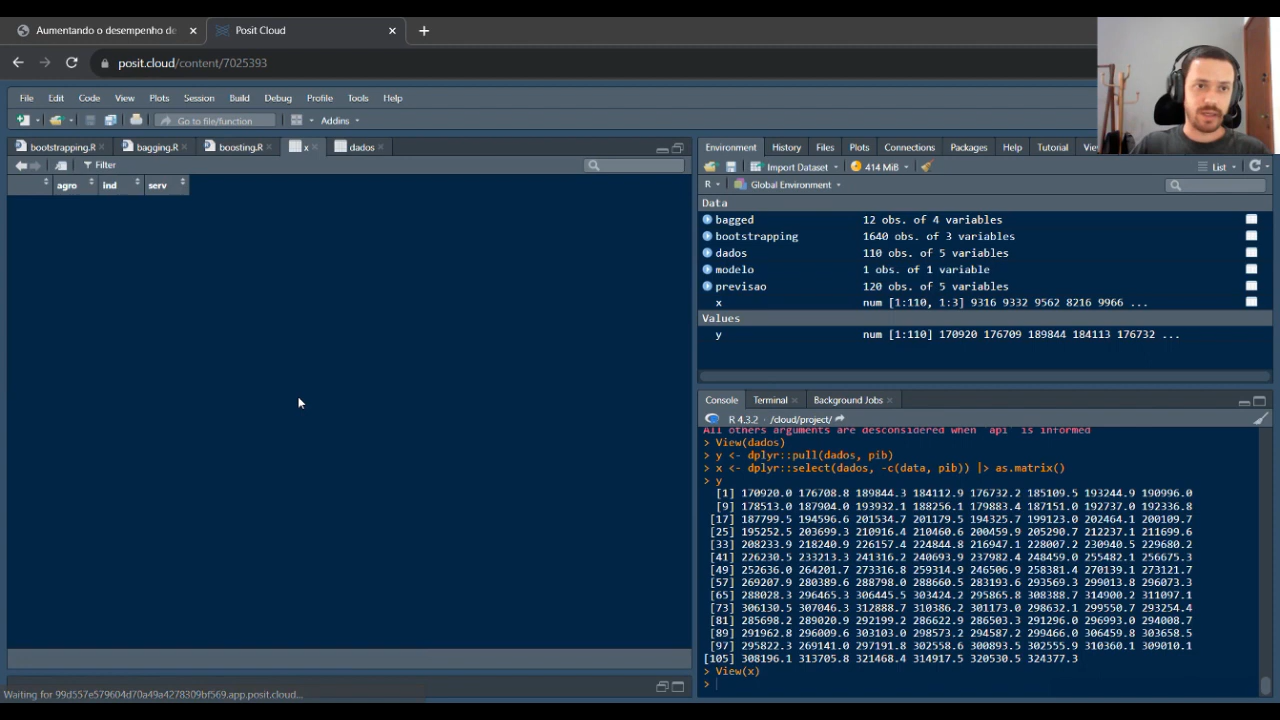 Aumentando o desempenho de
Posit Cloud
posit.cloud/content/7025393
File Edit Code View Plots Session Build Debug Profile Tools Help
Go to file/function
Addins
bootstrapping.R
bagging.R
boosting.R
x
dados
Filter
agro ind serv
Environment History Files Plots Connections Packages Help Tutorial
Import Dataset
414 MiB
List
R
Global Environment
Data
bagged 12 obs. of 4 variables
bootstrapping 1640 obs. of 3 variables
dados 110 obs. of 5 variables
modelo 1 obs. of 1 variable
previsao 120 obs. of 5 variables
x num [1:110, 1:3] 9316 9332 9562 8216 9966 ...
Values
y num [1:110] 170920 176709 189844 184113 176732 ...
Console Terminal Background Jobs
R 4.3.2 · /cloud/project/
All others arguments are desconsidered when `api` is informed
> View(dados)
> y <- dplyr::pull(dados, pib)
> x <- dplyr::select(dados, -c(data, pib)) |> as.matrix()
> y
[1] 170920.0 176708.8 189844.3 184112.9 176732.2 185109.5 193244.9 190996.0
[9] 178513.0 187904.0 193932.1 188256.1 179883.4 187151.0 192737.0 192336.8
[17] 187799.5 194596.6 201534.7 201179.5 194325.7 199123.0 202464.1 200109.7
[25] 195252.5 203699.3 210916.4 210460.6 200459.9 205290.7 212237.1 211699.6
[33] 208233.9 218240.9 226157.4 224844.8 216947.1 228007.2 230940.5 229680.2
[41] 226230.5 233213.3 241316.2 240693.9 237982.4 248459.0 255482.1 256675.3
[49] 252636.0 264201.7 273316.8 259314.9 246506.9 258381.4 270139.1 273121.7
[57] 269207.9 280389.6 288798.0 288660.5 283193.6 293569.3 299013.8 296073.3
[65] 288028.3 296465.3 306445.5 303424.2 295865.8 308388.7 314900.2 311097.1
[73] 306130.5 307046.3 312888.7 310386.2 301173.0 298632.1 299550.7 293254.4
[81] 285698.2 289020.9 292199.2 286622.9 286503.3 291296.0 296993.0 294008.7
[89] 291962.8 296009.6 303103.0 298573.2 294587.2 299466.0 306459.8 303658.5
[97] 295822.3 269141.0 297191.8 302558.6 300893.5 302555.9 310360.1 309010.1
[105] 308196.1 313705.8 321468.4 314917.5 320530.5 324377.3
> View(x)
>
Waiting for 99d557e579604d70a49a4278309bf569.app.posit.cloud...